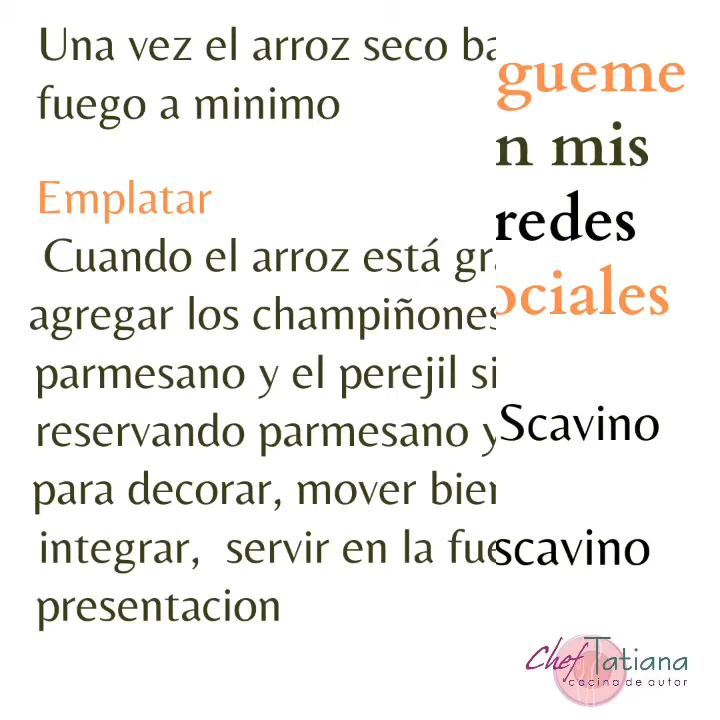 Una vez el arroz seco ba
fuego a minimo
Emplatar
Cuando el arroz está gr
agregar los champiñones
parmesano y el perejil si
reservando parmesano y
para decorar, mover bien
integrar, servir en la fue
presentacion
gueme
n mis
redes
ociales
Scavino
scavino
Chef Tatiana
cocina de autor